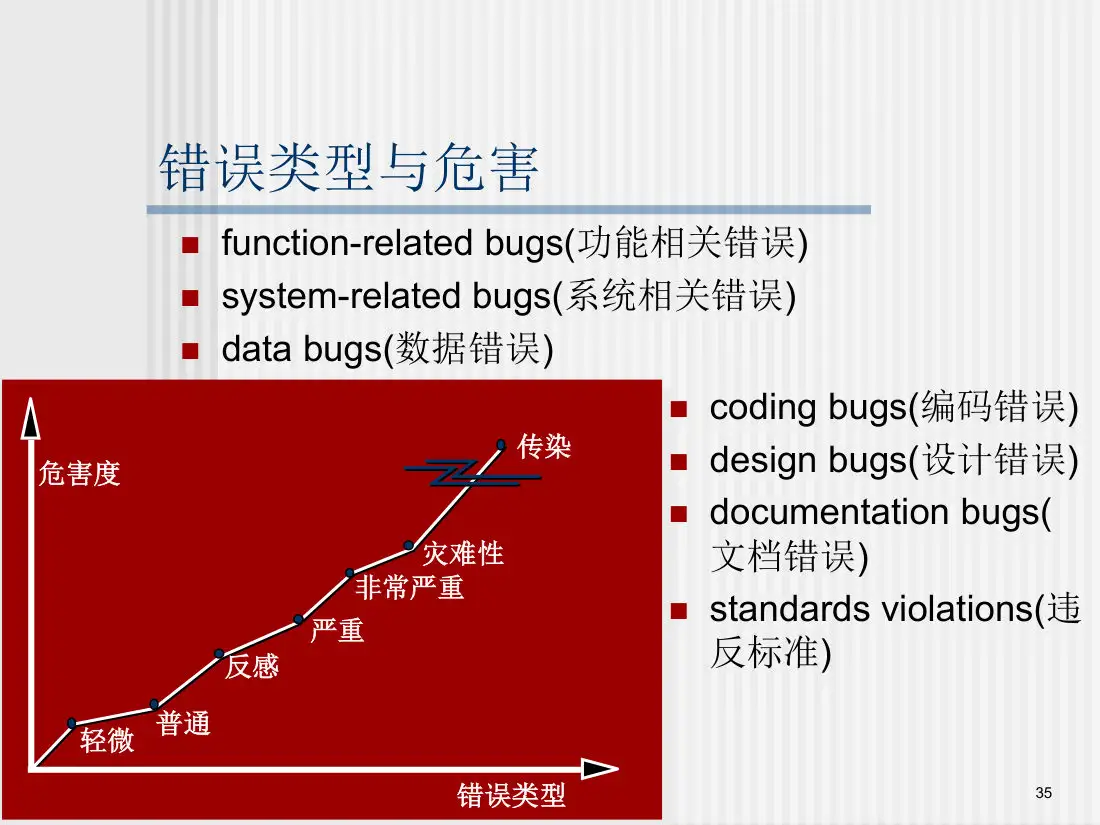 错误类型与危害
function-related bugs(功能相关错误)
system-related bugs(系统相关错误)
data bugs(数据错误)
coding bugs(编码错误)
design bugs(设计错误)
documentation bugs(
文档错误)
standards violations(违
反标准)
危害度
传染
灾难性
非常严重
严重
反感
普通
轻微
错误类型
35